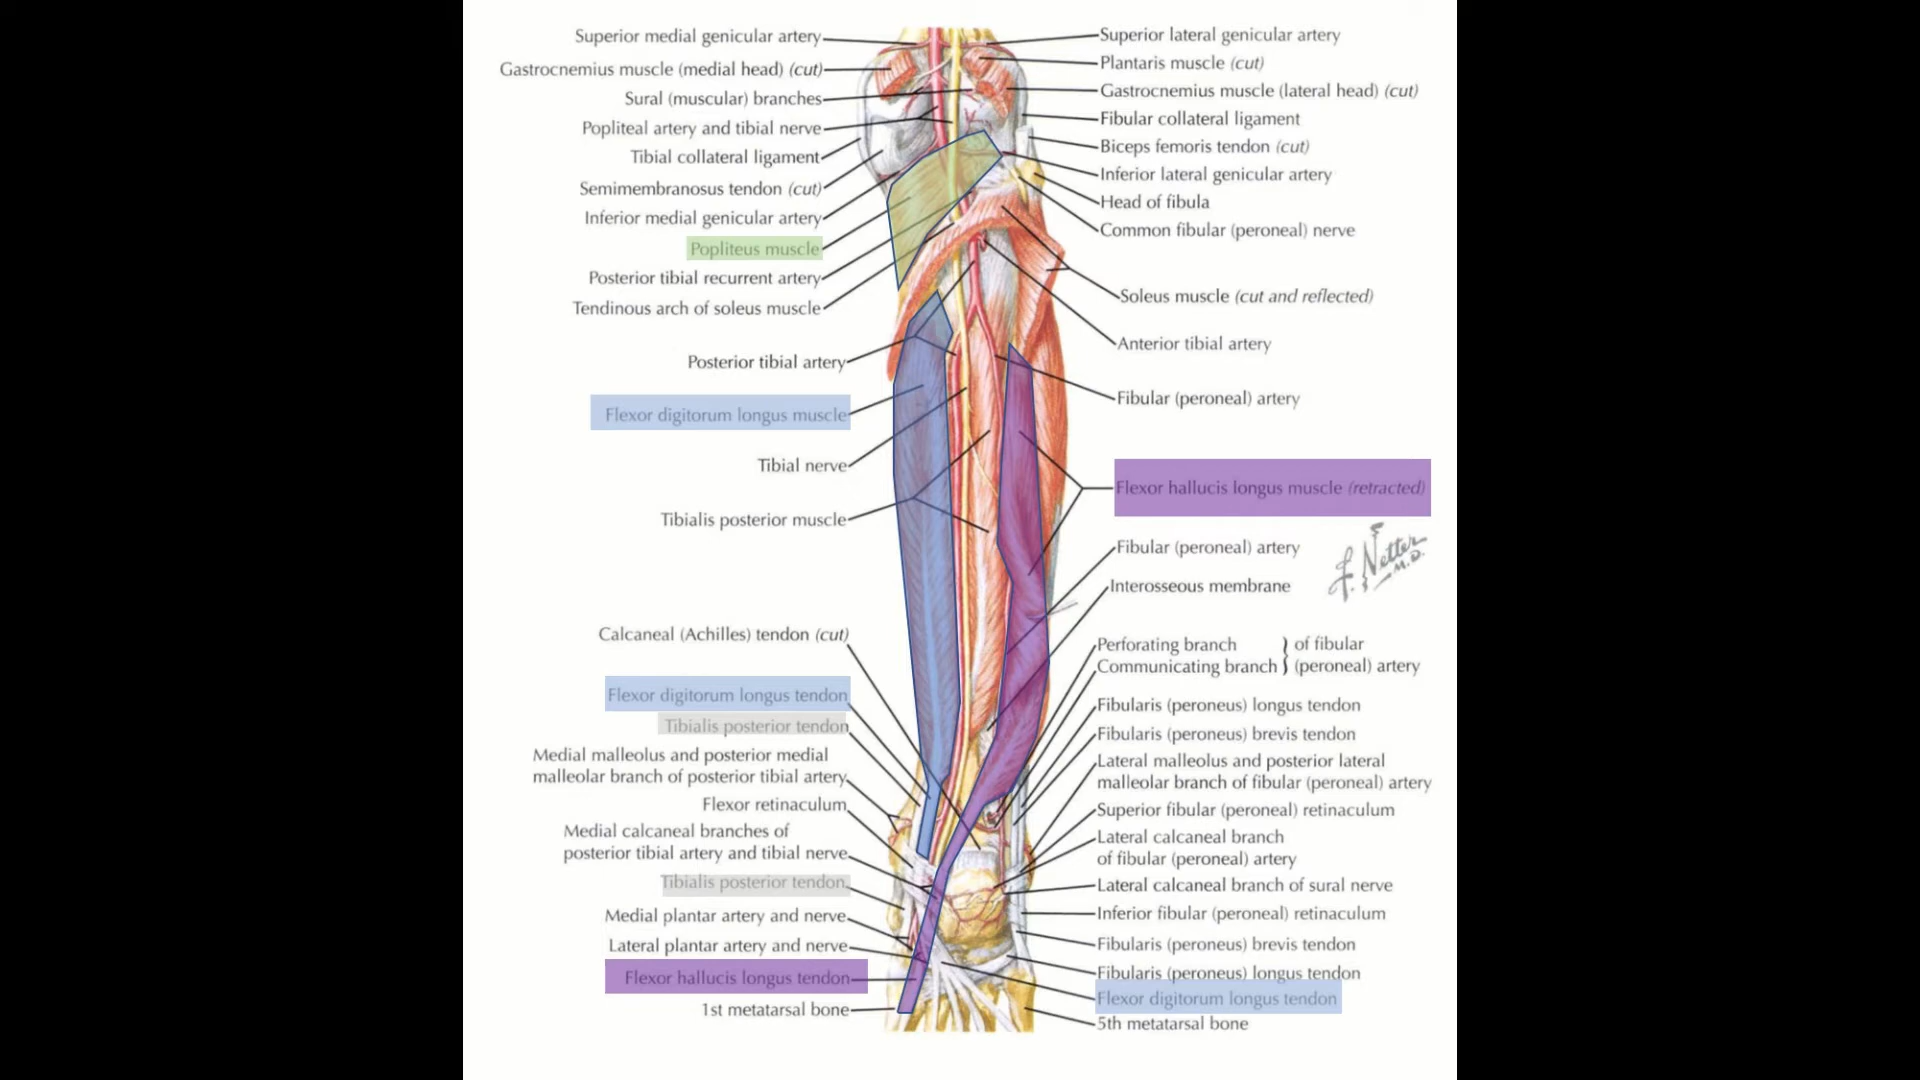 Superior medial genicular artery
Gastrocnemius muscle (medial head) (cut)
Sural (muscular) branches
Popliteal artery and tibial nerve
Tibial collateral ligament
Semimembranosus tendon (cut)
Inferior medial genicular artery
Popliteus muscle
Posterior tibial recurrent artery
Tendinous arch of soleus muscle
Posterior tibial artery
Flexor digitorum longus muscle
Tibial nerve
Tibialis posterior muscle
Calcaneal (Achilles) tendon (cut)
Flexor digitorum longus tendon
Tibialis posterior tendon
Medial malleolus and posterior medial
malleolar branch of posterior tibial artery
Flexor retinaculum
Medial calcaneal branches of
posterior tibial artery and tibial nerve
Tibialis posterior tendon
Medial plantar artery and nerve
Lateral plantar artery and nerve
Flexor hallucis longus tendon
1st metatarsal bone
Superior lateral genicular artery
Plantaris muscle (cut)
Gastrocnemius muscle (lateral head) (cut)
Fibular collateral ligament
Biceps femoris tendon (cut)
Inferior lateral genicular artery
Head of fibula
Common fibular (peroneal) nerve
Soleus muscle (cut and reflected)
Anterior tibial artery
Fibular (peroneal) artery
Flexor hallucis longus muscle (retracted)
f. Netter
M.D.
Fibular (peroneal) artery
Interosseous membrane
Perforating branch } of fibular
Communicating branch } (peroneal) artery
Fibularis (peroneus) longus tendon
Fibularis (peroneus) brevis tendon
Lateral malleolus and posterior lateral
malleolar branch of fibular (peroneal) artery
Superior fibular (peroneal) retinaculum
Lateral calcaneal branch
of fibular (peroneal) artery
Lateral calcaneal branch of sural nerve
Inferior fibular (peroneal) retinaculum
Fibularis (peroneus) brevis tendon
Fibularis (peroneus) longus tendon
Flexor digitorum longus tendon
5th metatarsal bone